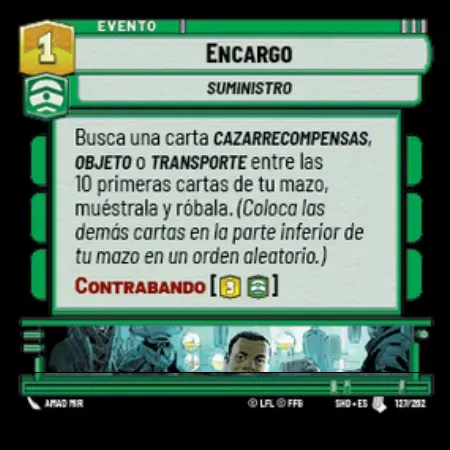 EVENTO
1
ENCARGO
SUMINISTRO
Busca una carta CAZARRECOMPENSAS,
OBJETO o TRANSPORTE entre las
10 primeras cartas de tu mazo,
muéstrala y róbala. (Coloca las
demás cartas en la parte inferior de
tu mazo en un orden aleatorio.)
CONTRABANDO [3]
AMAD MIR © LFL © FFG SHD • ES 127/262